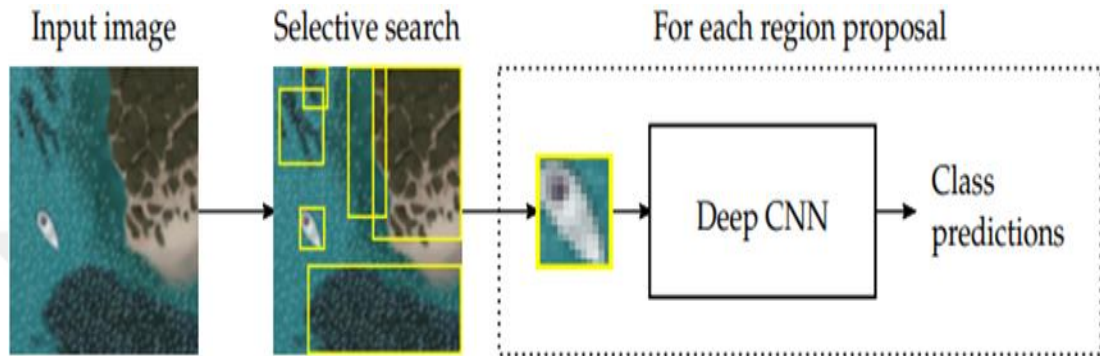 Input image
Selective search
For each region proposal
Deep CNN
Class
predictions